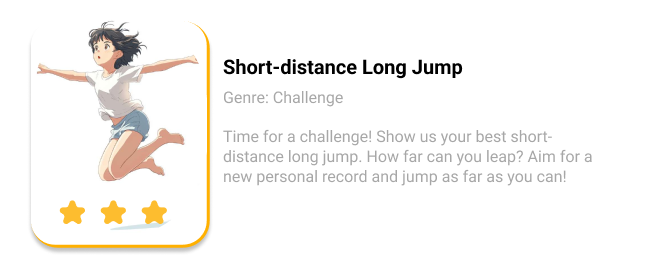 Short-distance Long Jump
Genre: Challenge
Time for a challenge! Show us your best short-
distance long jump. How far can you leap? Aim for a
new personal record and jump as far as you can!